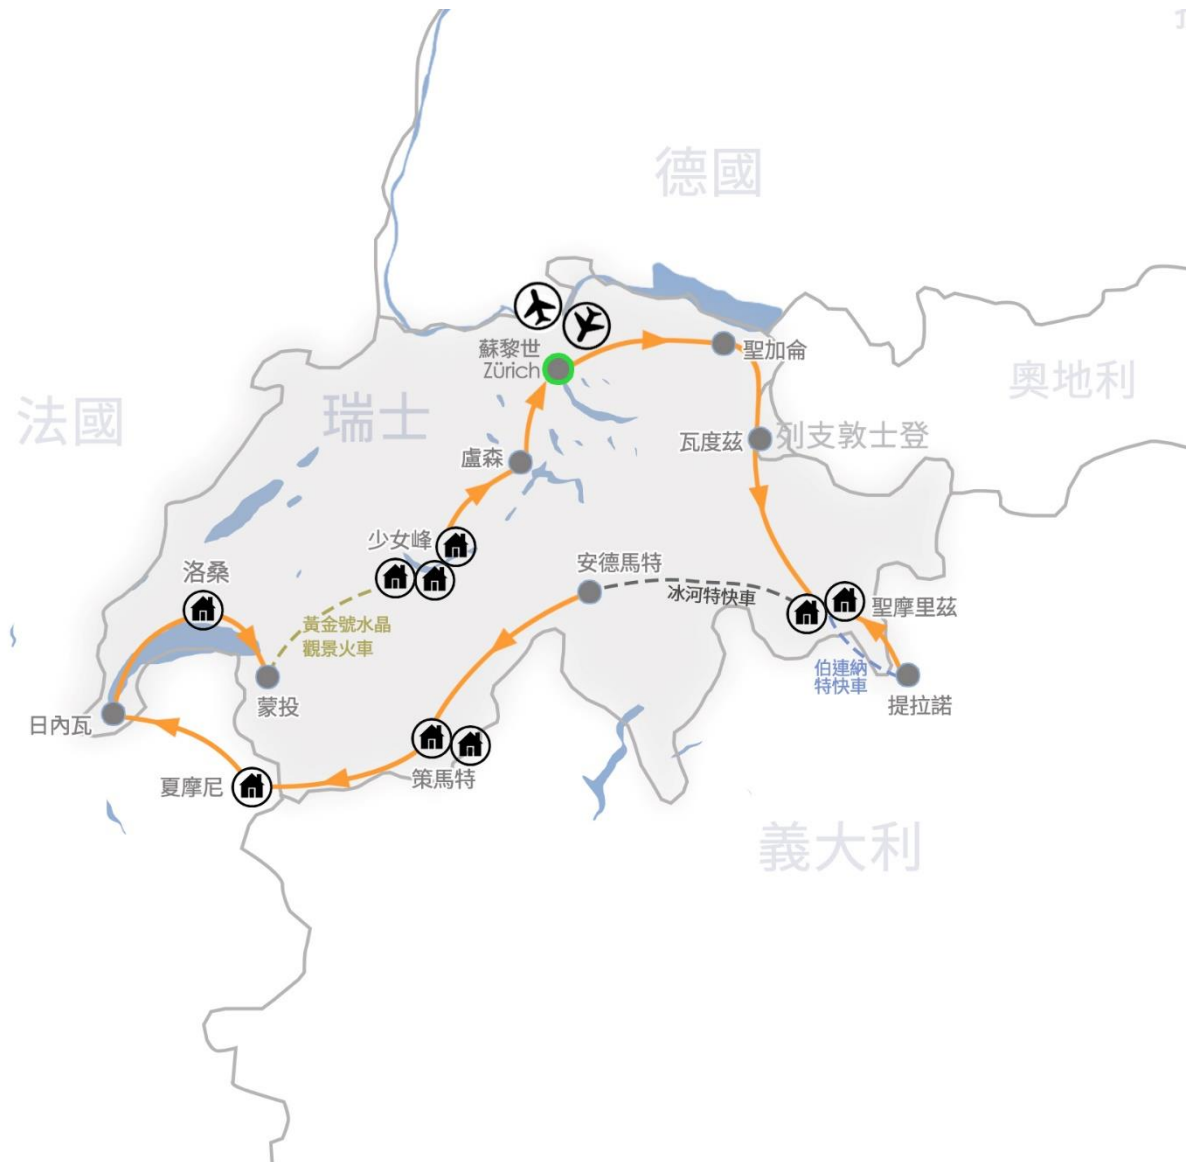 德國
蘇黎世
Zürich
聖加侖
奧地利
法國
瑞士
瓦度茲
列支敦士登
盧森
少女峰
安德馬特
洛桑
冰河特快車
聖摩里茲
黃金號水晶
觀景火車
伯連納
特快車
蒙投
提拉諾
日內瓦
夏摩尼
策馬特
義大利